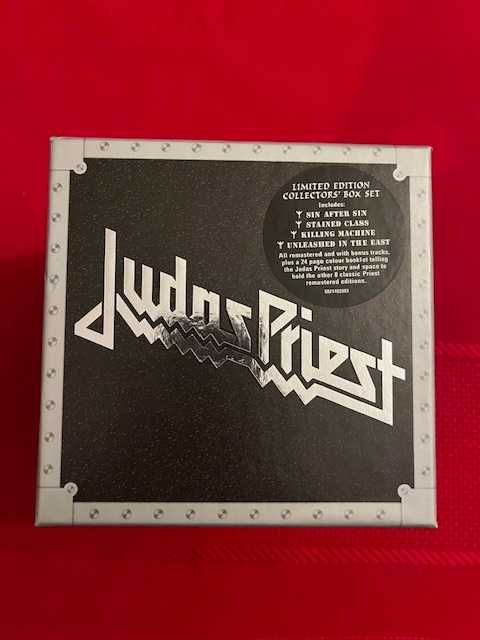 LIMITED EDITION
COLLECTORS' BOX SET
Includes:
SIN AFTER SIN
STAINED CLASS
KILLING MACHINE
UNLEASHED IN THE EAST
All remastered and with bonus tracks,
plus a 24 page colour booklet telling
the Judas Priest story and space to
hold the other 8 classic Priest
remastered editions.
Judas Priest